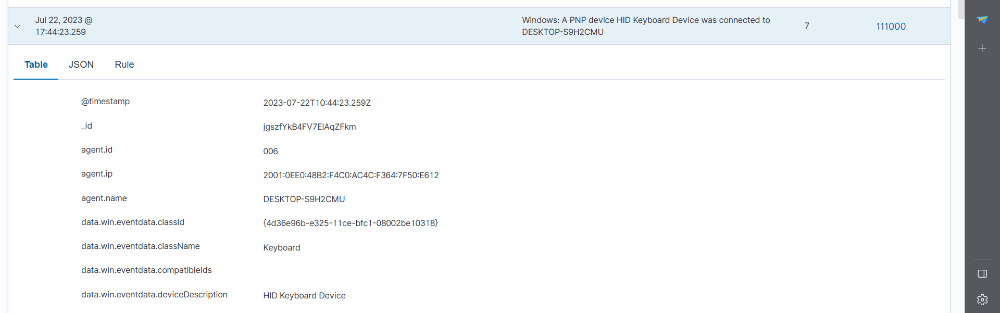 Jul 22, 2023 @
17:44:23.259
Windows: A PNP device HID Keyboard Device was connected to
DESKTOP-S9H2CMU
7
111000
Table JSON Rule
@timestamp 2023-07-22T10:44:23.259Z
_id jgszfYkB4FV7ElAqZFkm
agent.id 006
agent.ip 2001:0EE0:48B2:F4C0:AC4C:F364:7F50:E612
agent.name DESKTOP-S9H2CMU
data.win.eventdata.classId {4d36e96b-e325-11ce-bfc1-08002be10318}
data.win.eventdata.className Keyboard
data.win.eventdata.compatibleIds
data.win.eventdata.deviceDescription HID Keyboard Device